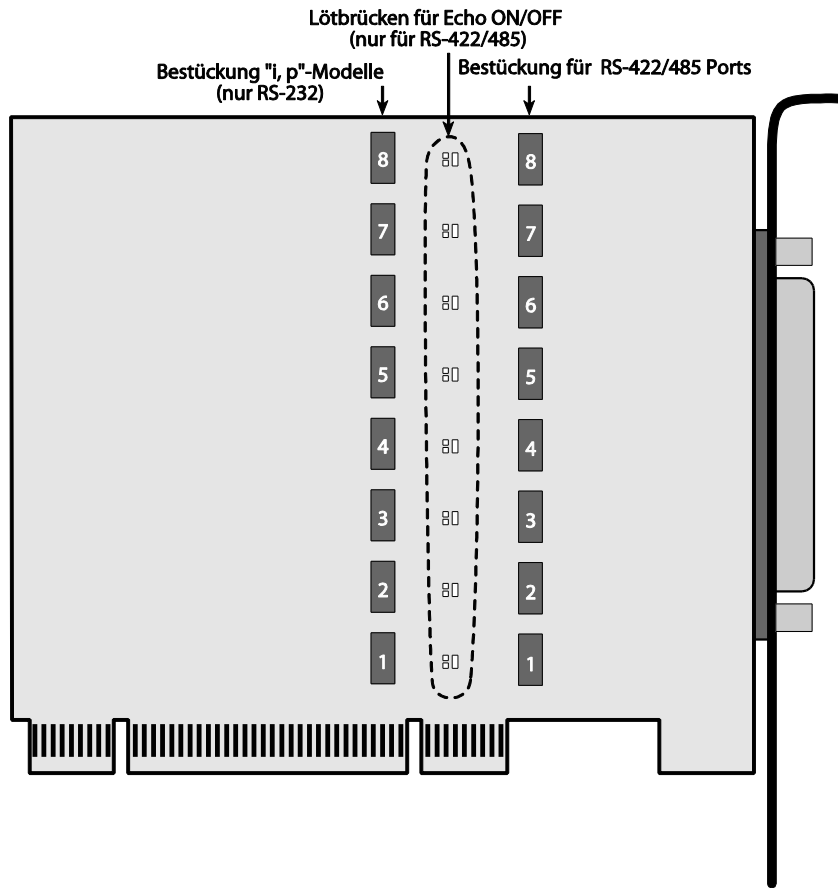 Lötbrücken für Echo ON/OFF
(nur für RS-422/485)
Bestückung "i, p"-Modelle
(nur RS-232)
Bestückung für RS-422/485 Ports
8 8
7 7
6 6
5 5
4 4
3 3
2 2
1 1